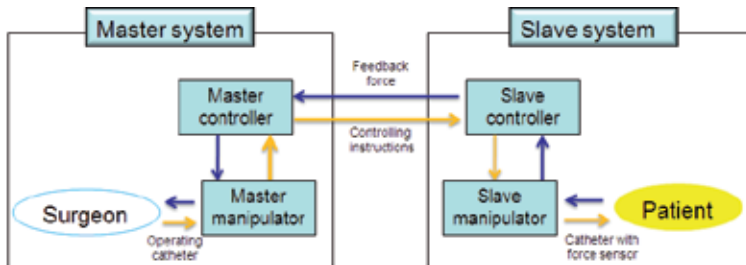 Master system
Slave system
Feedback
force
Master
controller
Slave
controller
Controlling
instructions
Surgeon
Master
manipulator
Slave
manipulator
Patient
Operating
catheter
Catheter with
force sensor